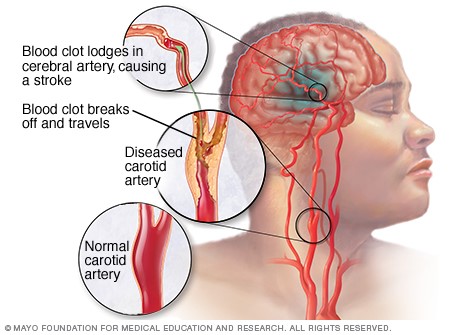 Blood clot lodges in
cerebral artery, causing
a stroke
Blood clot breaks
off and travels
Diseased
carotid
artery
Normal
carotid
artery
© MAYO FOUNDATION FOR MEDICAL EDUCATION AND RESEARCH. ALL RIGHTS RESERVED.